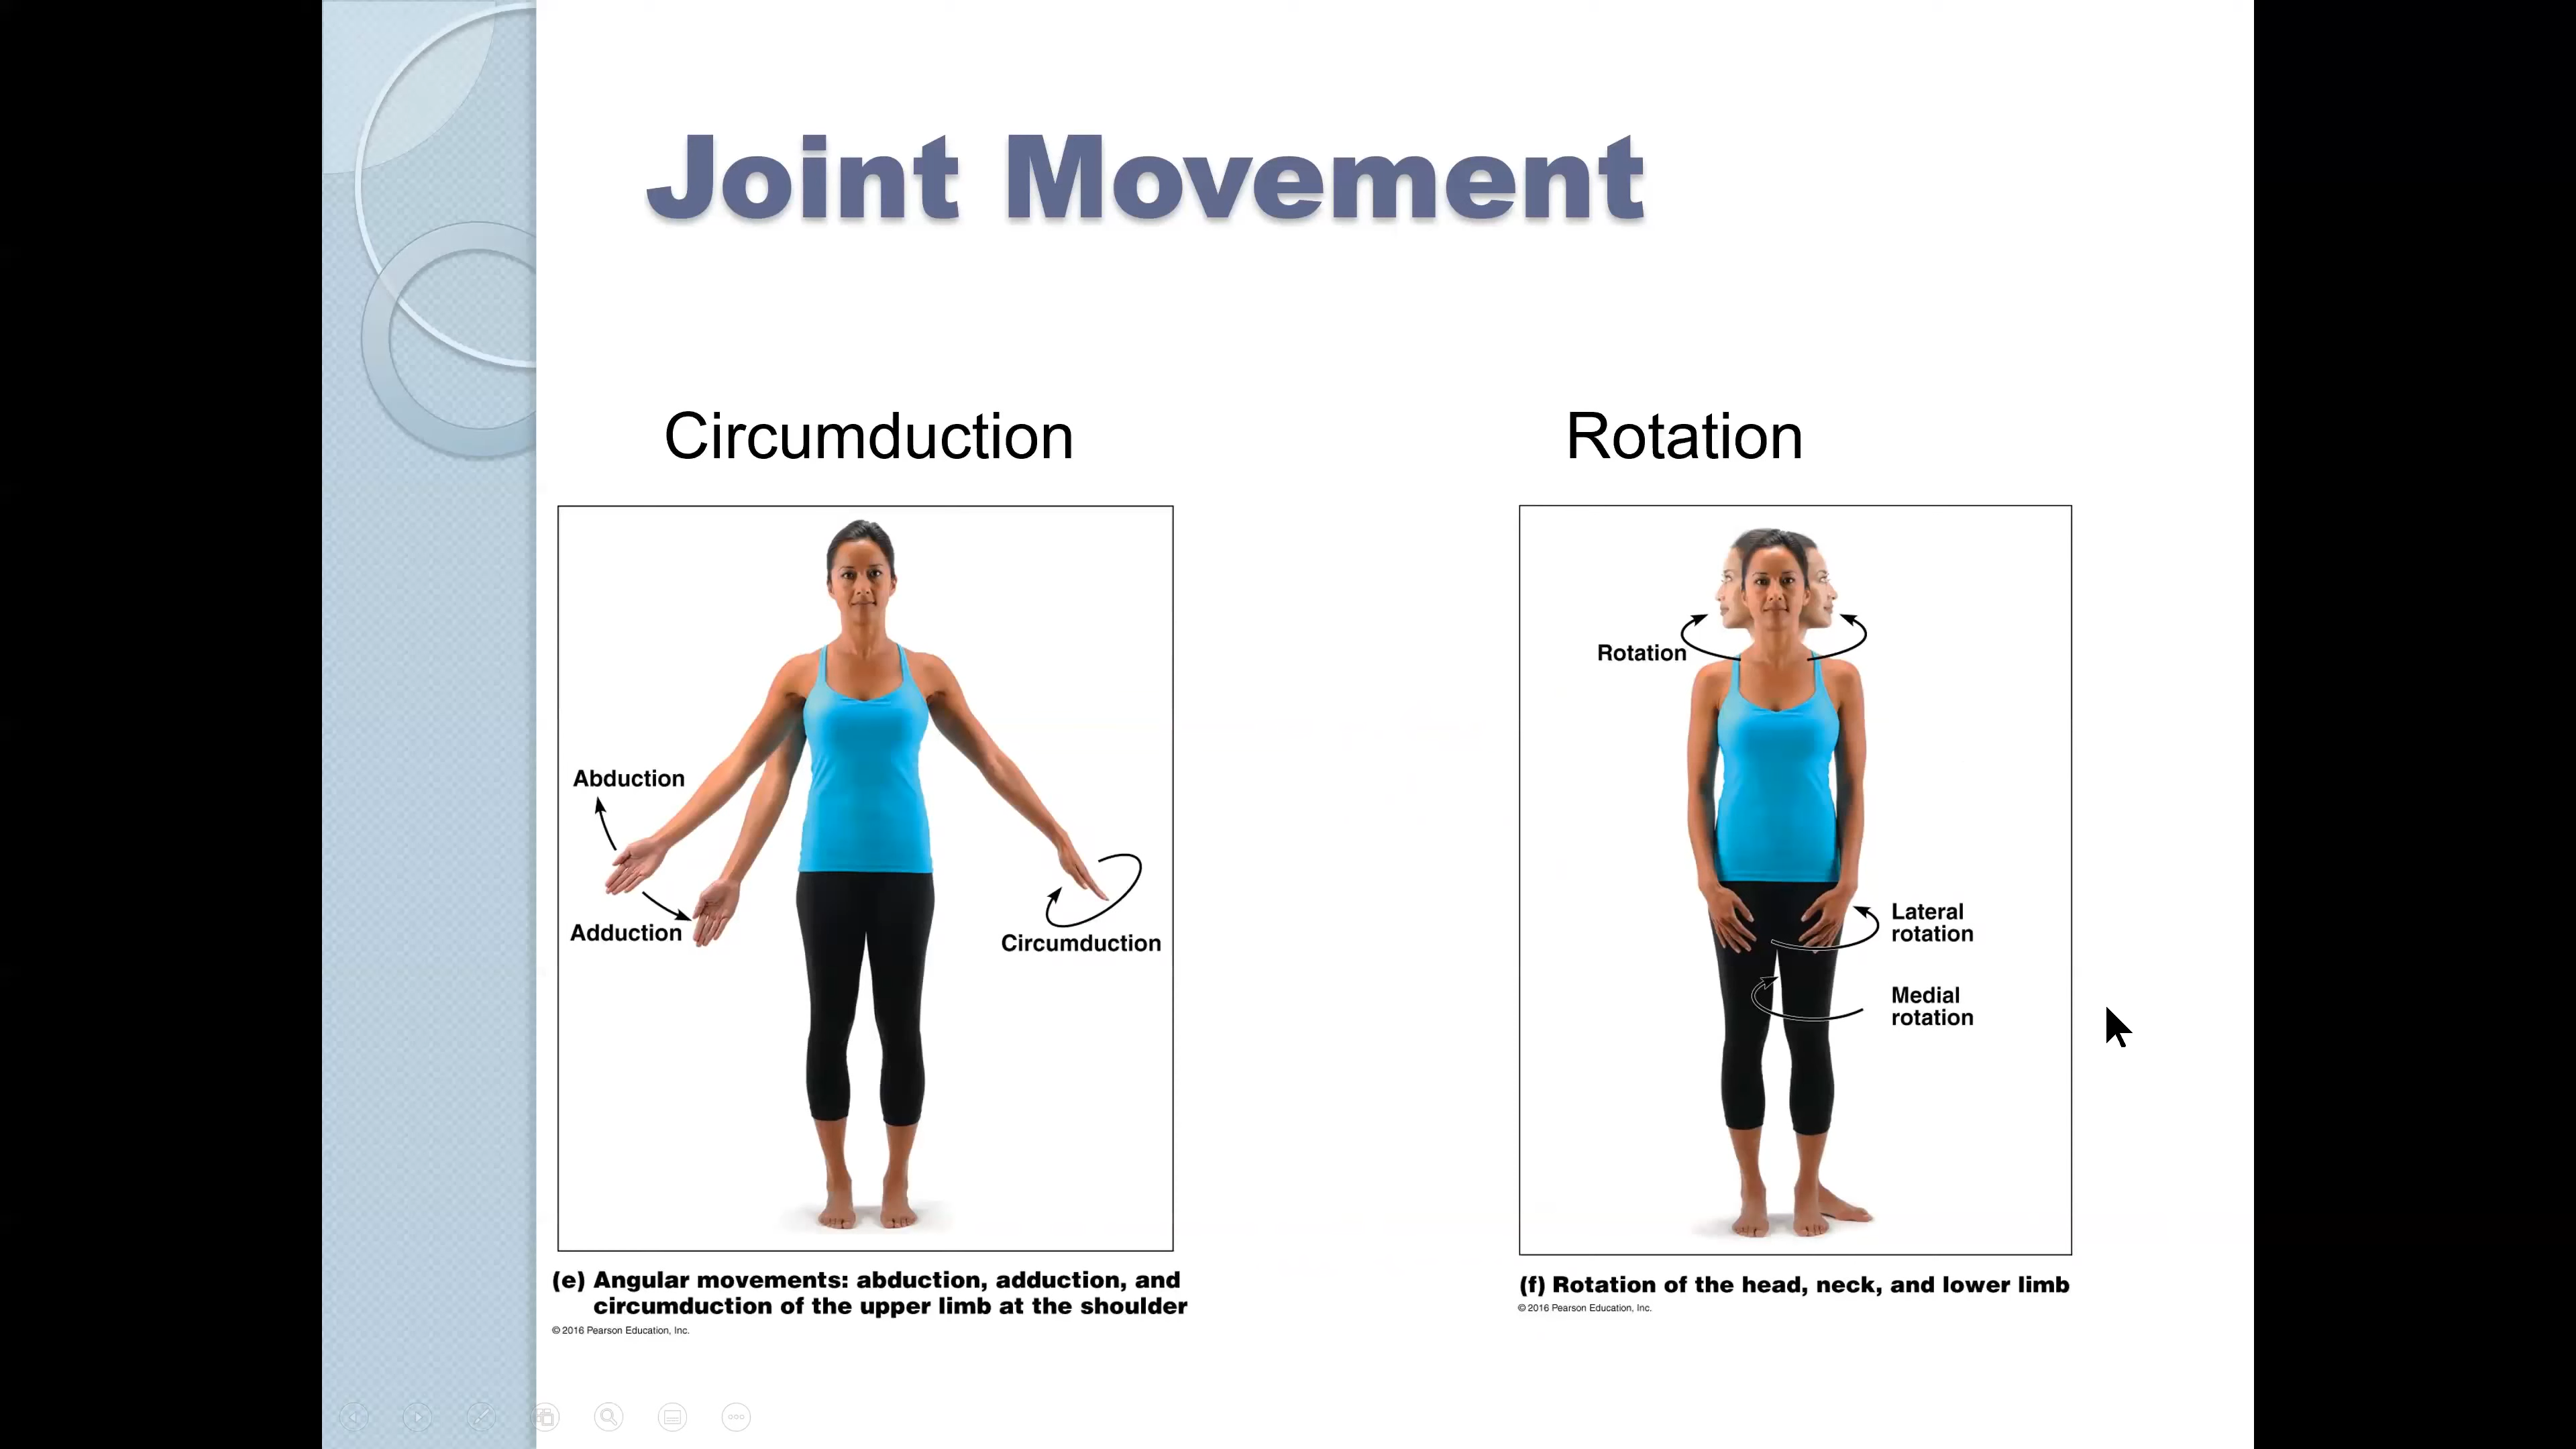 Joint Movement
Circumduction
Abduction
Adduction
Circumduction
(e) Angular movements: abduction, adduction, and
circumduction of the upper limb at the shoulder
© 2016 Pearson Education, Inc.
Rotation
Rotation
Lateral
rotation
Medial
rotation
(f) Rotation of the head, neck, and lower limb
© 2016 Pearson Education, Inc.